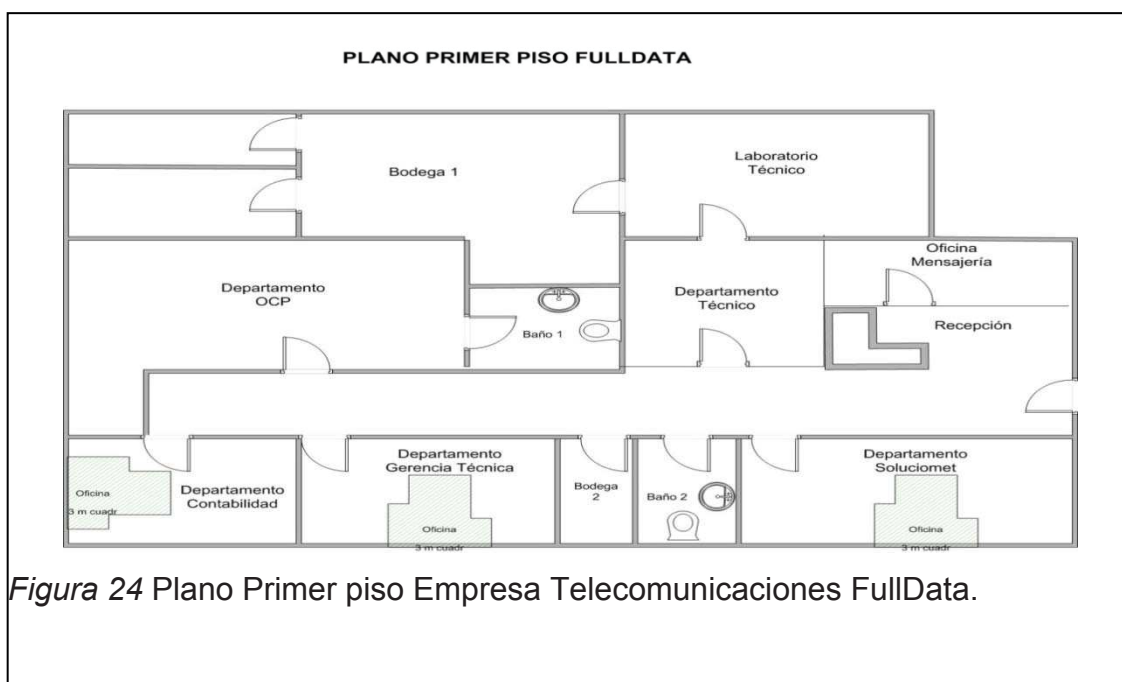 PLANO PRIMER PISO FULLDATA
Laboratorio
Técnico
Bodega 1
Oficina
Mensajería
Departamento
OCP
Departamento
Técnico
Baño 1
Recepción
Departamento
Gerencia Técnica
Departamento
Soluciomet
Departamento
Contabilidad
Oficina
3 m cuadr
Bodega
2
Baño 2
Oficina
3 m cuadr
Oficina
3 m cuadr
Figura 24 Plano Primer piso Empresa Telecomunicaciones FullData.